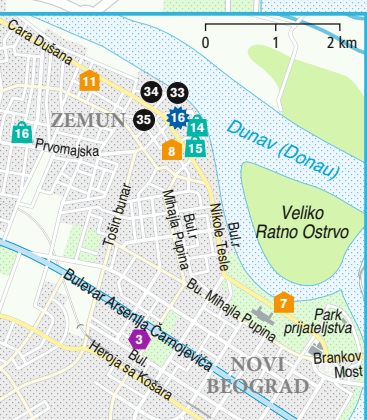 Cara Dušana
0 1 2 km
11
34
33
ZEMUN
35
16
14
16
Prvomajska
8
15
Dunav (Donau)
Tošin bunar
Bul.r
Mihajla Pupina
Bul.r
Nikole Tesle
Veliko
Ratno Ostrvo
Bulevar Arsenija Čarnojevića
Bu. Mihajla Pupina
7
Park
prijateljstva
3
Bul.
Heroja sa Košara
NOVI
BEOGRAD
Brankov
Most